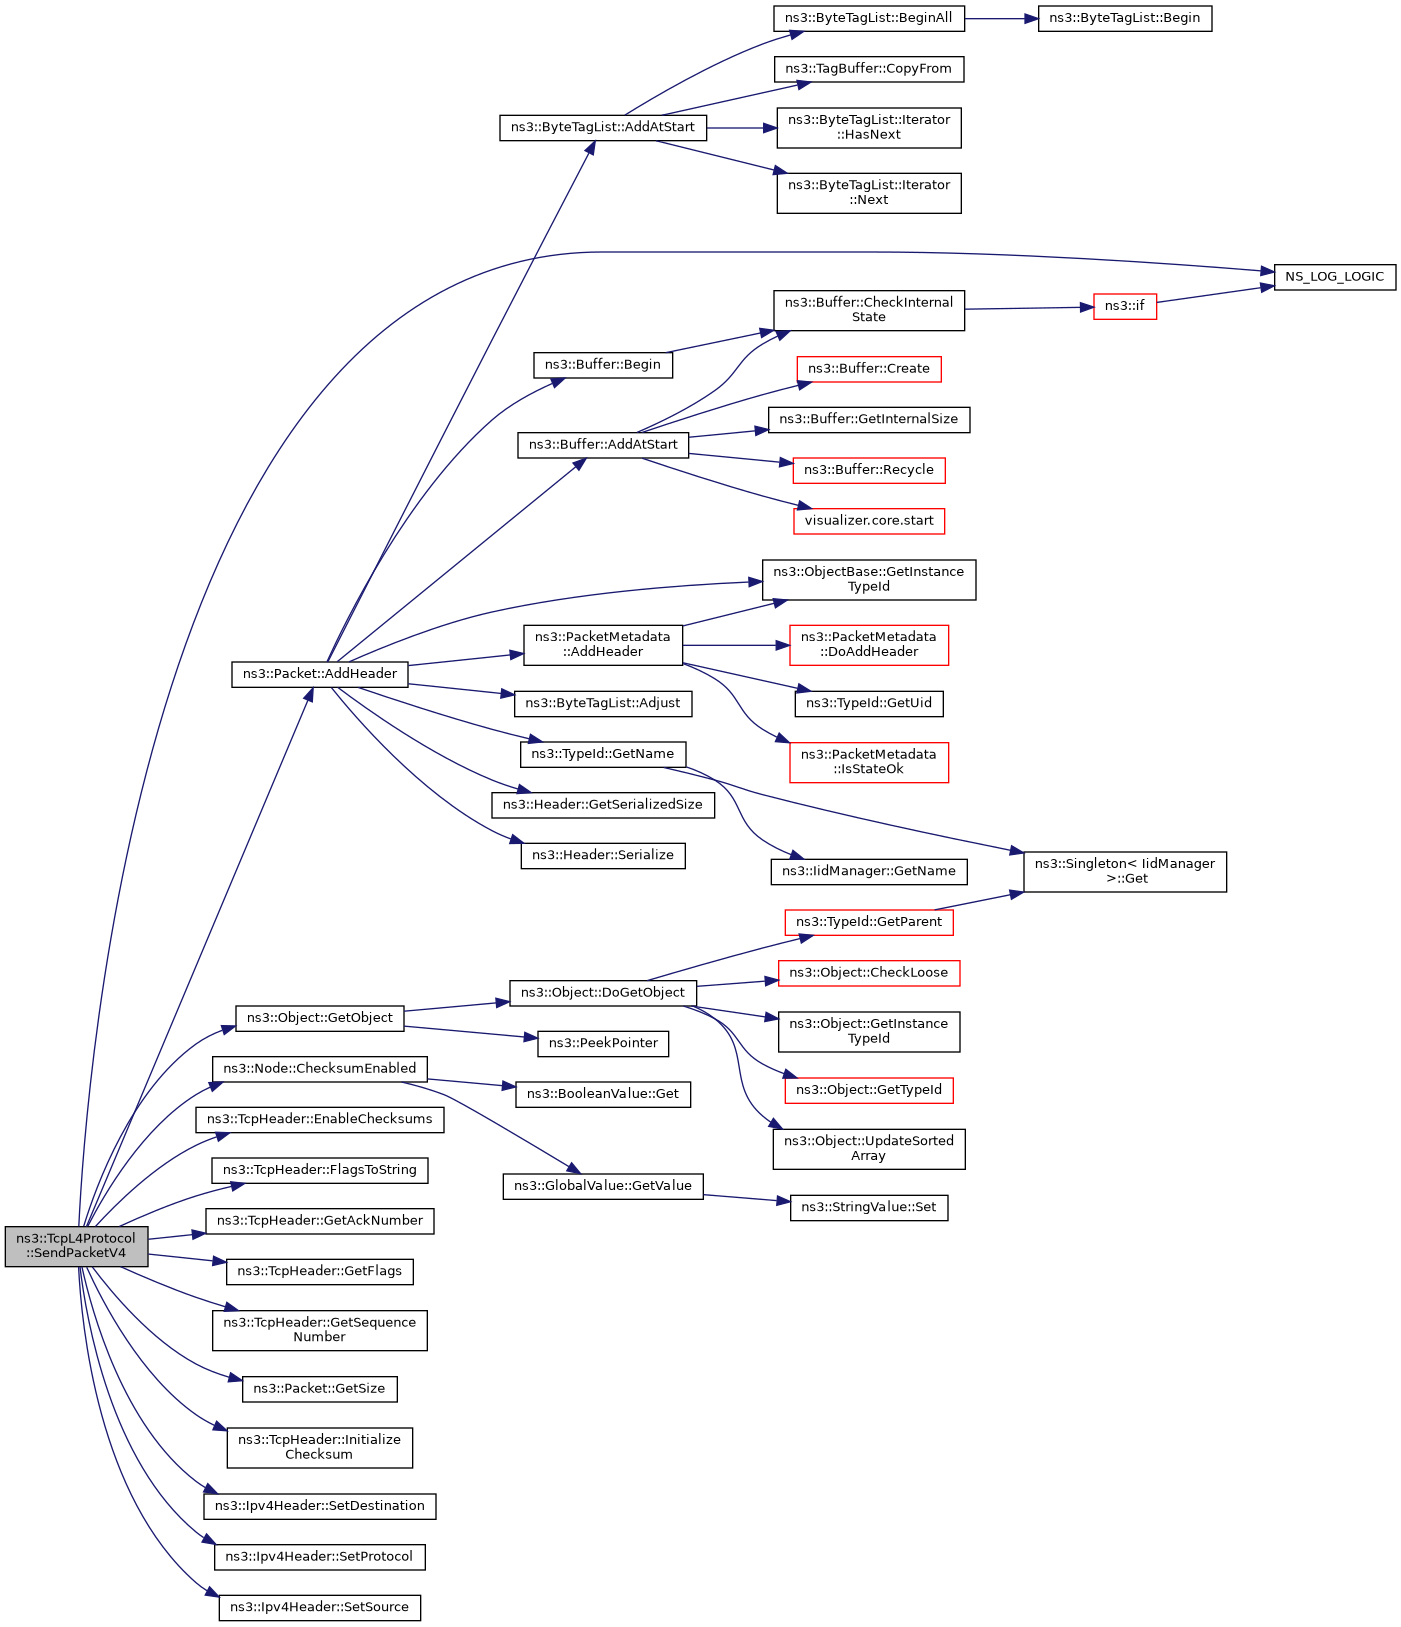 ns3::ByteTagList::BeginAll
ns3::ByteTagList::Begin
ns3::TagBuffer::CopyFrom
ns3::ByteTagList::AddAtStart
ns3::ByteTagList::Iterator
::HasNext
ns3::ByteTagList::Iterator
::Next
NS_LOG_LOGIC
ns3::Buffer::CheckInternal
State
ns3::if
ns3::Buffer::Begin
ns3::Buffer::Create
ns3::Buffer::GetInternalSize
ns3::Buffer::AddAtStart
ns3::Buffer::Recycle
visualizer.core.start
ns3::ObjectBase::GetInstance
TypeId
ns3::PacketMetadata
::AddHeader
ns3::PacketMetadata
::DoAddHeader
ns3::Packet::AddHeader
ns3::ByteTagList::Adjust
ns3::TypeId::GetUid
ns3::TypeId::GetName
ns3::PacketMetadata
::IsStateOk
ns3::Header::GetSerializedSize
ns3::Header::Serialize
ns3::IidManager::GetName
ns3::Singleton< IidManager
>::Get
ns3::TypeId::GetParent
ns3::Object::CheckLoose
ns3::Object::DoGetObject
ns3::Object::GetObject
ns3::Object::GetInstance
TypeId
ns3::PeekPointer
ns3::Node::ChecksumEnabled
ns3::BooleanValue::Get
ns3::Object::GetTypeId
ns3::TcpHeader::EnableChecksums
ns3::Object::UpdateSorted
Array
ns3::TcpHeader::FlagsToString
ns3::GlobalValue::GetValue
ns3::StringValue::Set
ns3::TcpHeader::GetAckNumber
ns3::TcpL4Protocol
::SendPacketV4
ns3::TcpHeader::GetFlags
ns3::TcpHeader::GetSequence
Number
ns3::Packet::GetSize
ns3::TcpHeader::Initialize
Checksum
ns3::Ipv4Header::SetDestination
ns3::Ipv4Header::SetProtocol
ns3::Ipv4Header::SetSource